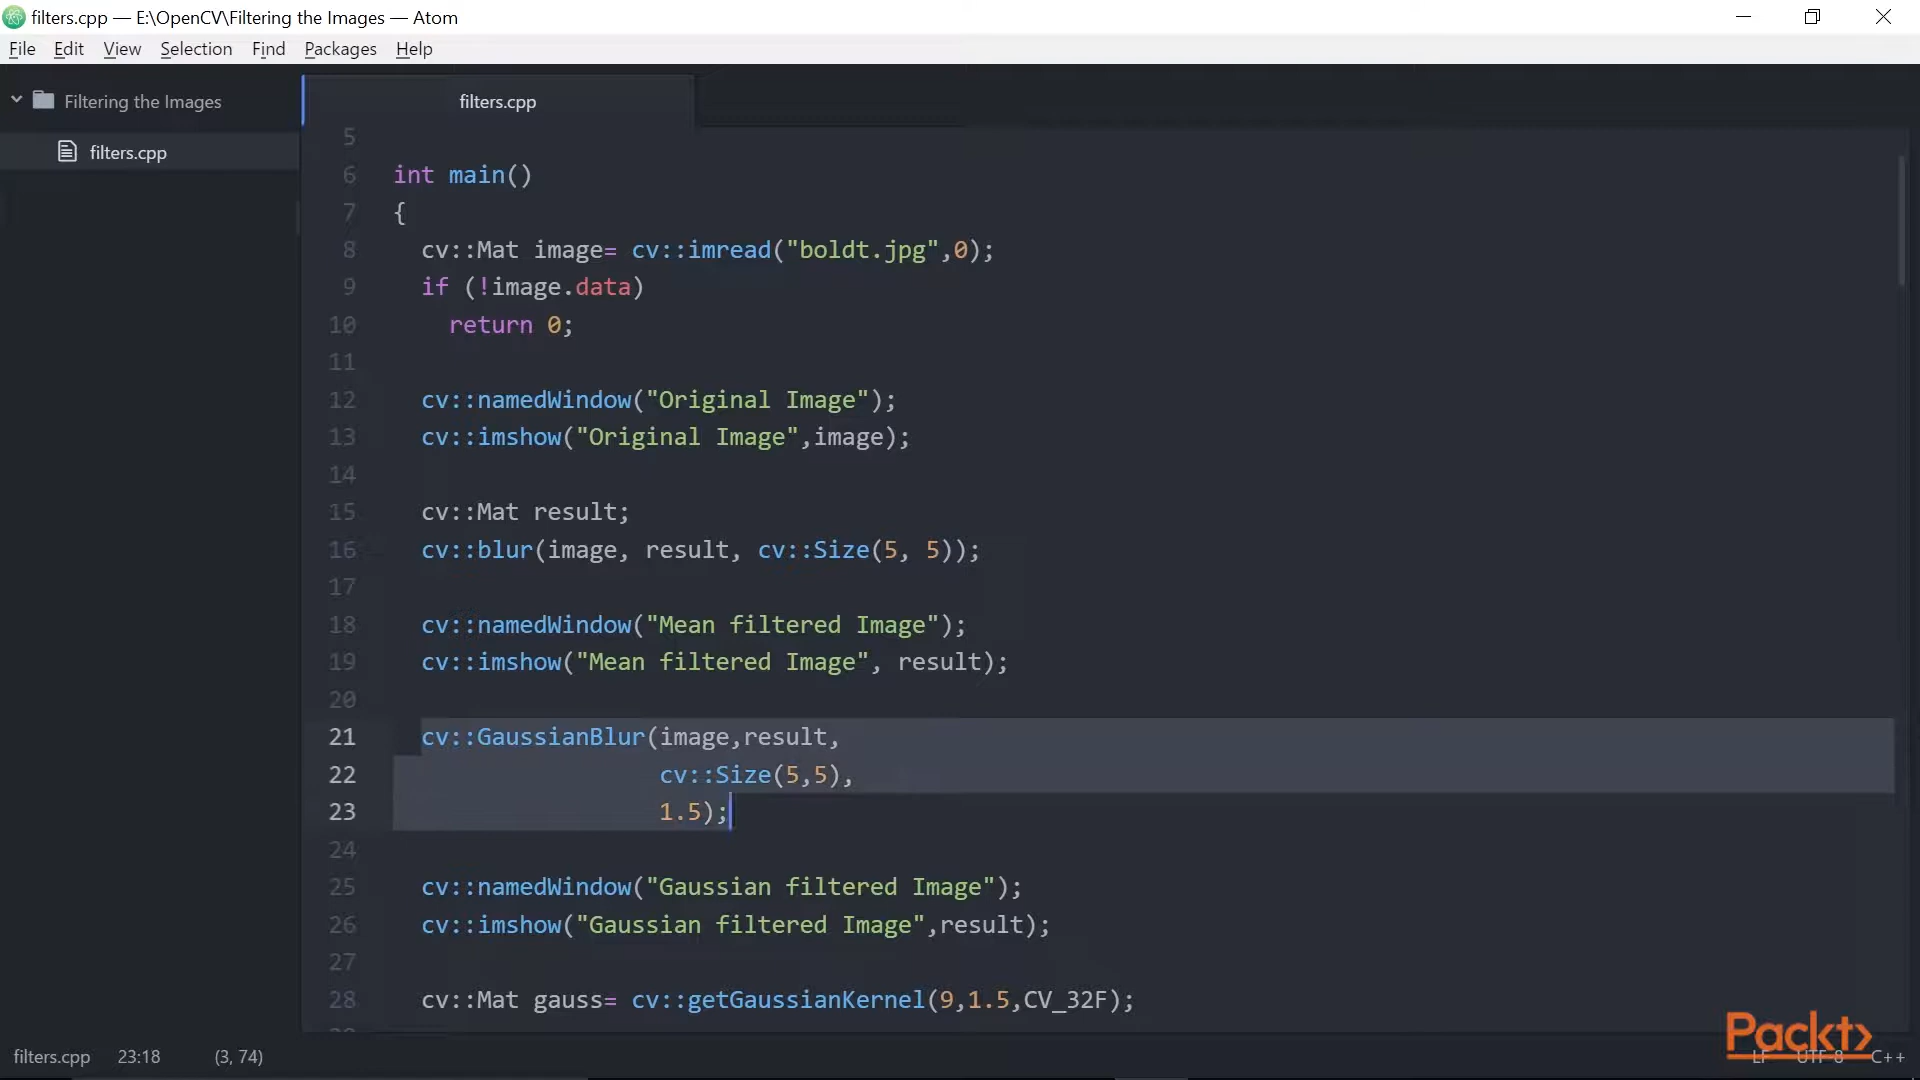 filters.cpp — E:\OpenCV\Filtering the Images — Atom
File Edit View Selection Find Packages Help
Filtering the Images
filters.cpp
filters.cpp
5
6 int main()
7 {
8 cv::Mat image= cv::imread("boldt.jpg",0);
9 if (!image.data)
10 return 0;
11
12 cv::namedWindow("Original Image");
13 cv::imshow("Original Image",image);
14
15 cv::Mat result;
16 cv::blur(image, result, cv::Size(5, 5));
17
18 cv::namedWindow("Mean filtered Image");
19 cv::imshow("Mean filtered Image", result);
20
21 cv::GaussianBlur(image,result,
22 cv::Size(5,5),
23 1.5);
24
25 cv::namedWindow("Gaussian filtered Image");
26 cv::imshow("Gaussian filtered Image",result);
27
28 cv::Mat gauss= cv::getGaussianKernel(9,1.5,CV_32F);
Packt>
filters.cpp 23:18 (3, 74) LF UTF-8 C++